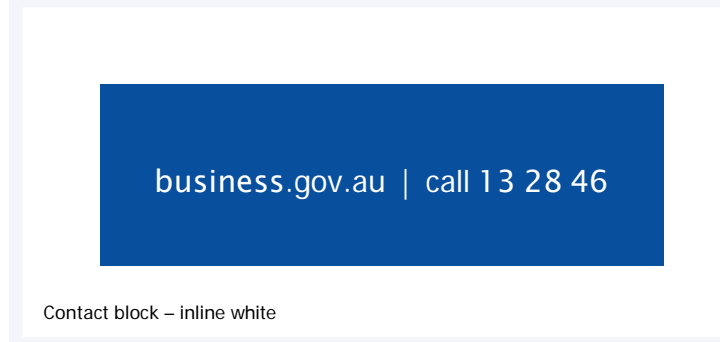 business.gov.au | call 13 28 46
Contact block – inline white